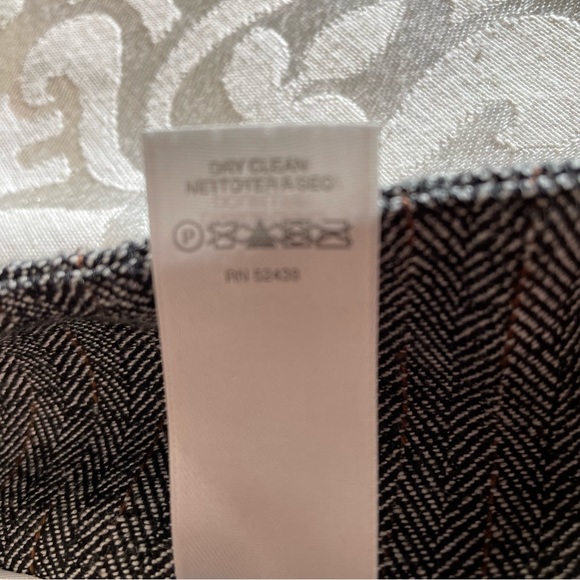 DRY CLEAN
NETTOYER A SEC
P
RN 52439